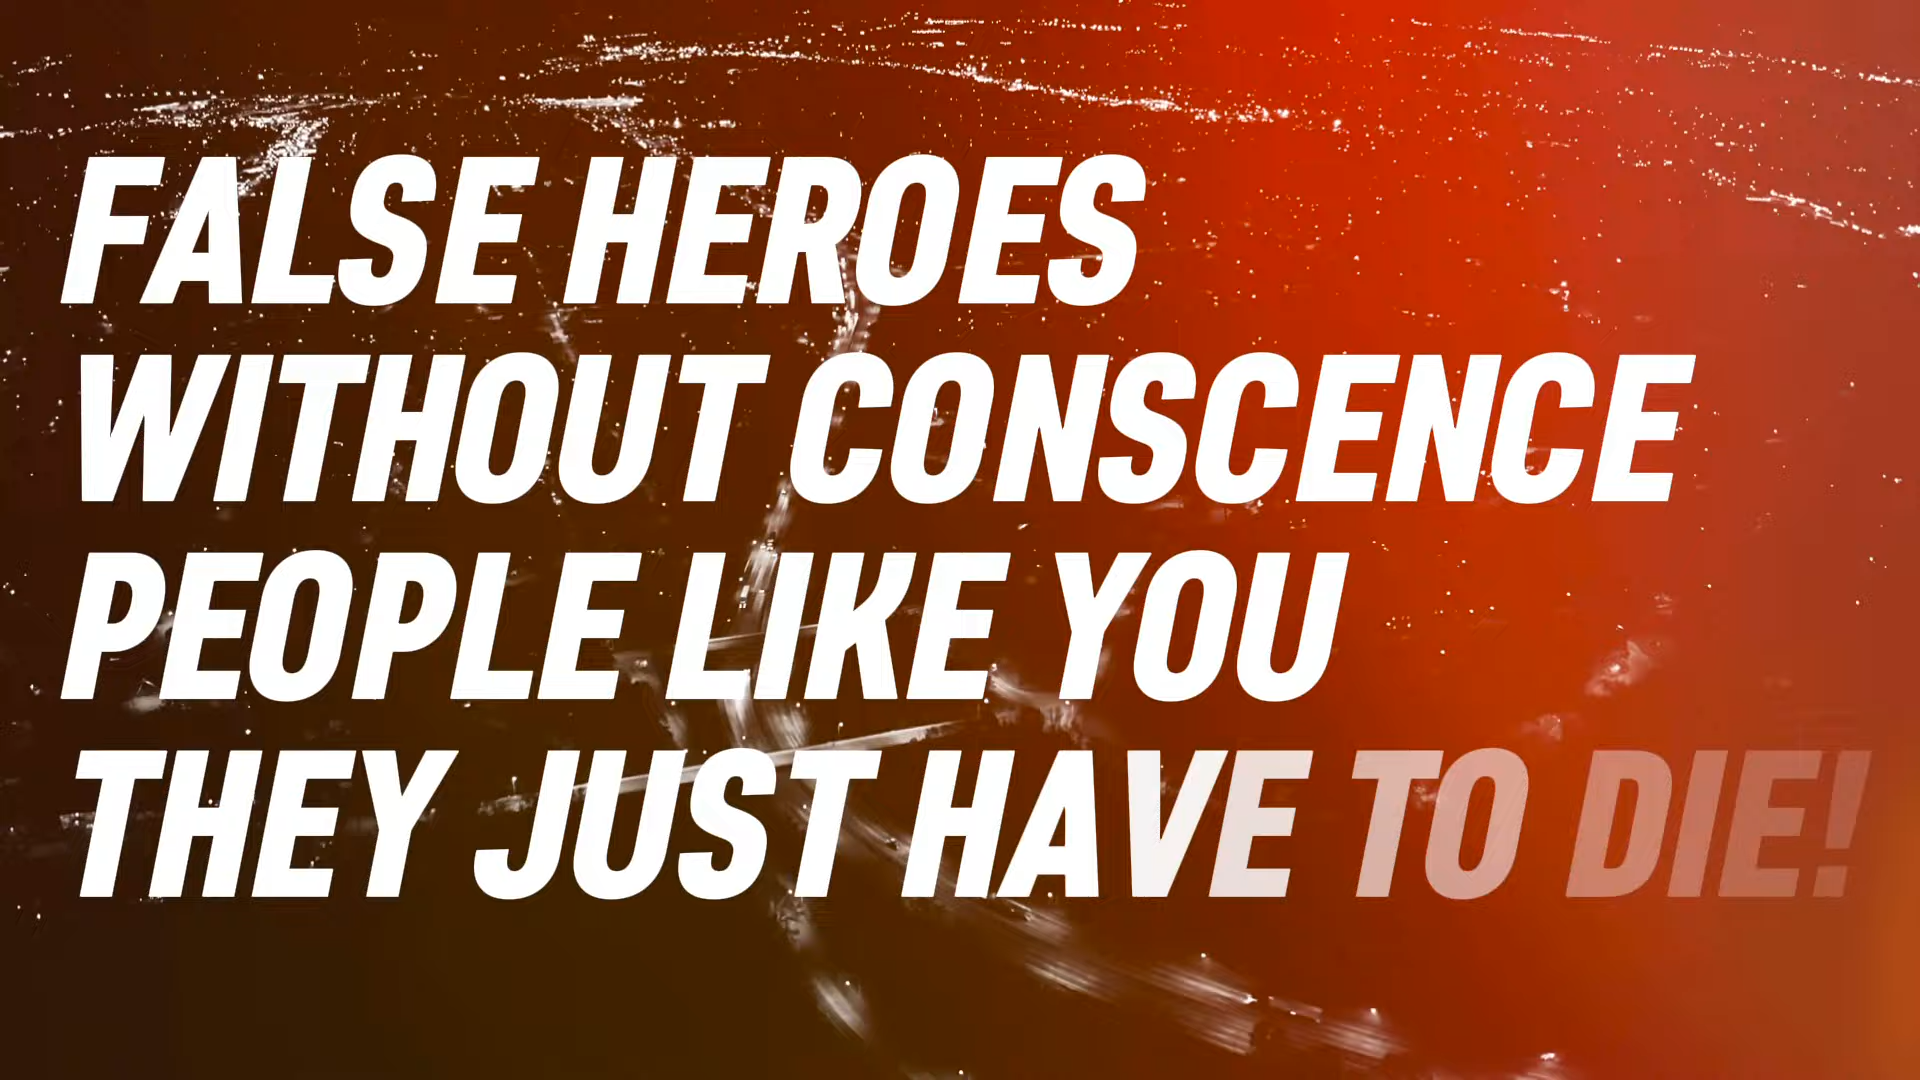 FALSE HEROES
WITHOUT CONSCENCE
PEOPLE LIKE YOU
THEY JUST HAVE TO DIE!